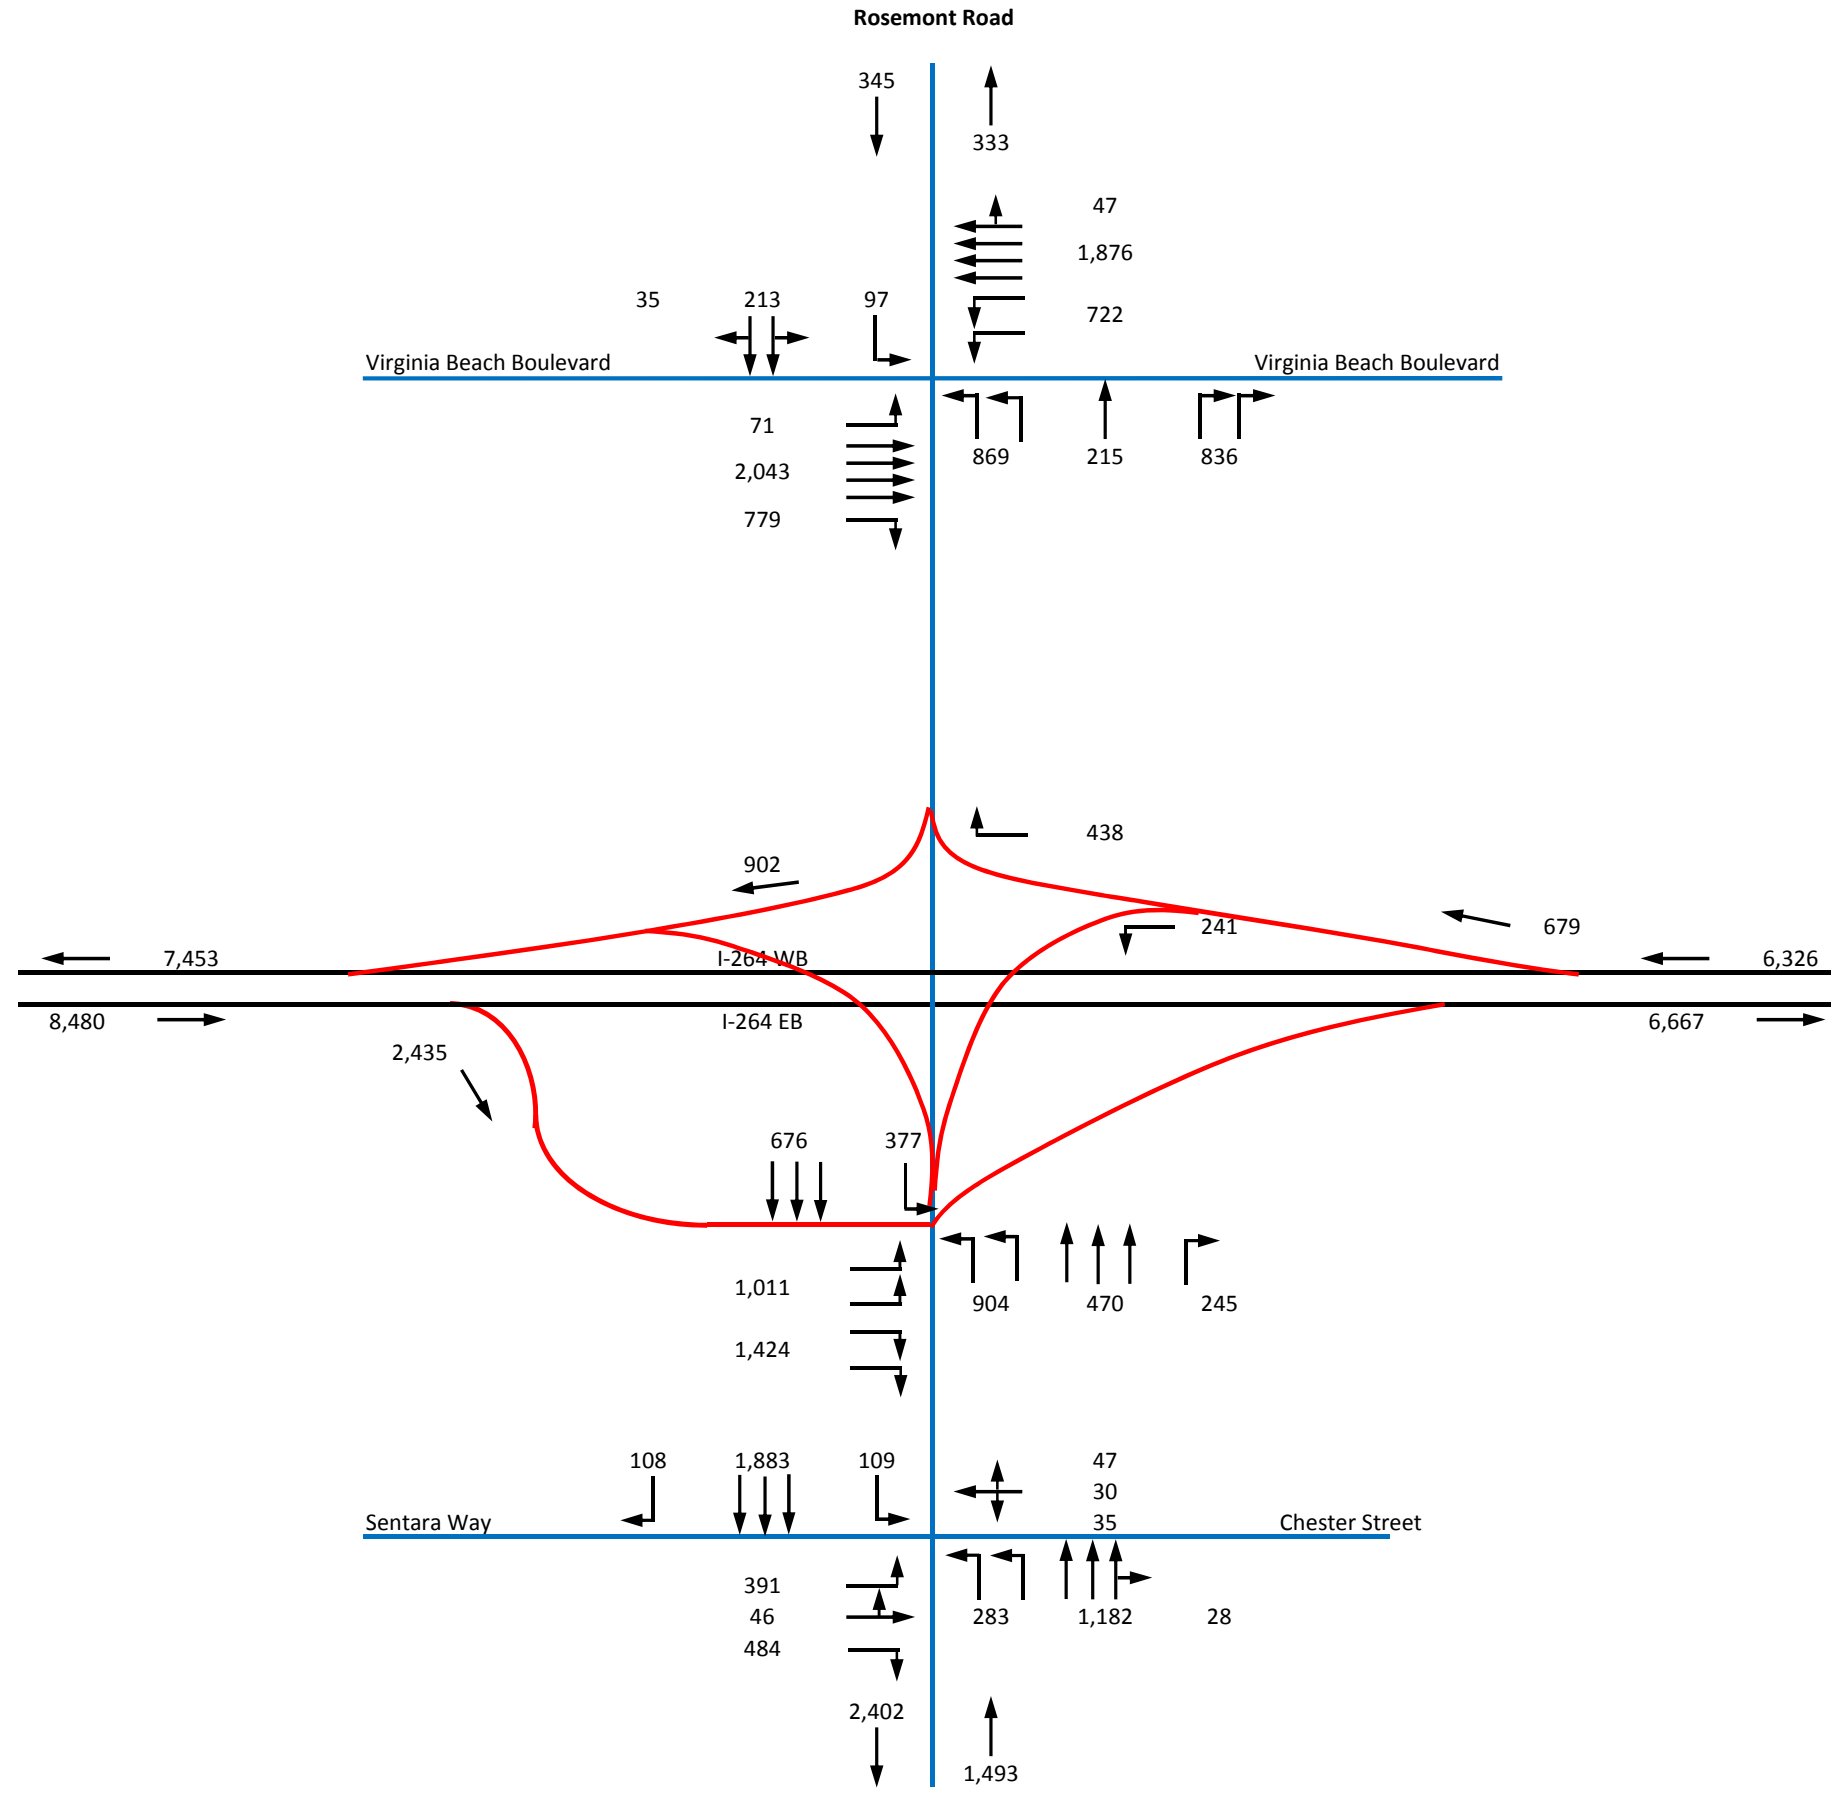 Rosemont Road
345
333
47
1,876
35 213 97
722
Virginia Beach Boulevard Virginia Beach Boulevard
71
869 215 836
2,043
779
438
902
241 679
7,453 I-264 WB 6,326
8,480 I-264 EB 6,667
2,435
676 377
1,011
904 470 245
1,424
108 1,883 109 47
30
Sentara Way 35 Chester Street
391
46 283 1,182 28
484
2,402
1,493